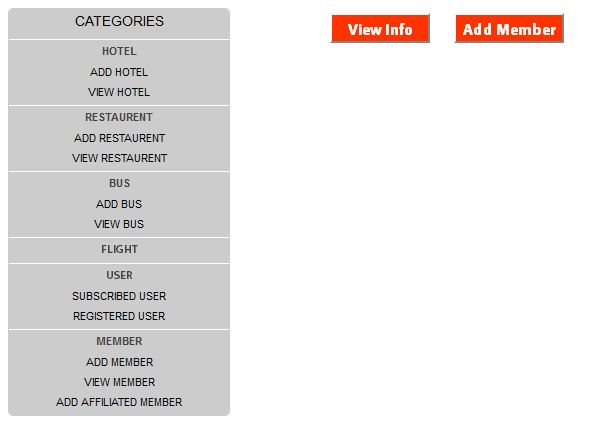 CATEGORIES
HOTEL
ADD HOTEL
VIEW HOTEL
RESTAURENT
ADD RESTAURENT
VIEW RESTAURENT
BUS
ADD BUS
VIEW BUS
FLIGHT
USER
SUBSCRIBED USER
REGISTERED USER
MEMBER
ADD MEMBER
VIEW MEMBER
ADD AFFILIATED MEMBER
View Info
Add Member